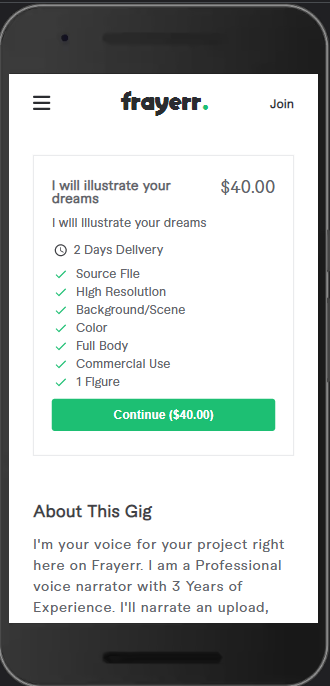 frayerr.
Join
I will illustrate your
dreams
$40.00
I will illustrate your dreams
2 Days Delivery
Source File
High Resolution
Background/Scene
Color
Full Body
Commercial Use
1 Figure
Continue ($40.00)
About This Gig
I'm your voice for your project right
here on Frayerr. I am a Professional
voice narrator with 3 Years of
Experience. I'll narrate an upload,